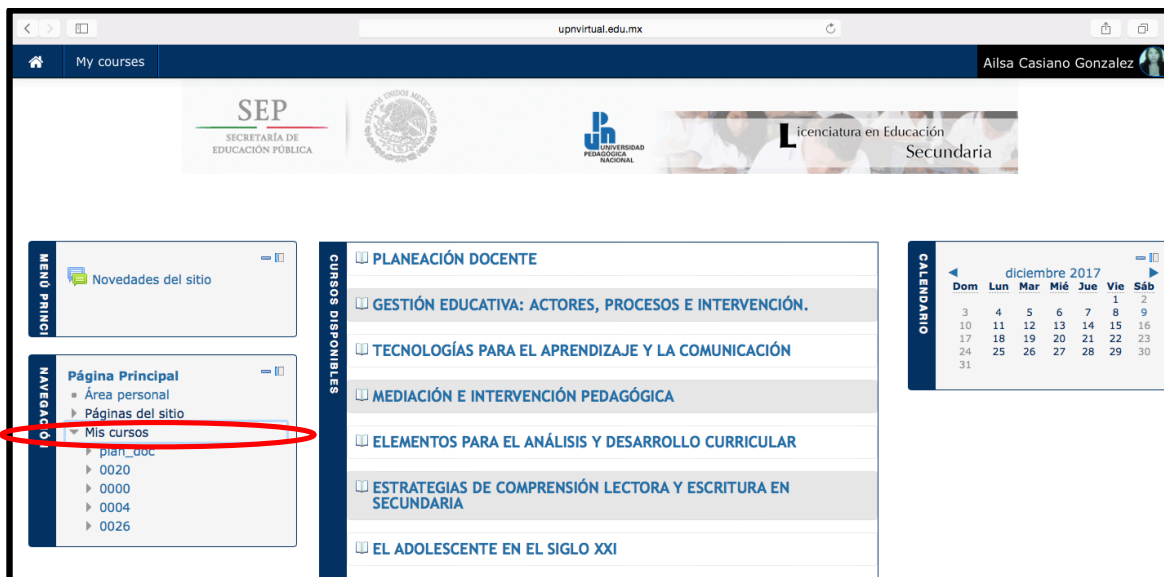 upnvirtual.edu.mx
My courses
Ailsa Casiano Gonzalez
SEP
SECRETARÍA DE
EDUCACIÓN PÚBLICA
ESTADOS UNIDOS MEXICANOS
UNIVERSIDAD
PEDAGÓGICA
NACIONAL
Licenciatura en Educación
Secundaria
MENÚ PRINCI
Novedades del sitio
NAVEGACIÓN
Página Principal
Área personal
Páginas del sitio
Mis cursos
plan_doc
0020
0000
0004
0026
CURSOS DISPONIBLES
PLANEACIÓN DOCENTE
GESTIÓN EDUCATIVA: ACTORES, PROCESOS E INTERVENCIÓN.
TECNOLOGÍAS PARA EL APRENDIZAJE Y LA COMUNICACIÓN
MEDIACIÓN E INTERVENCIÓN PEDAGÓGICA
ELEMENTOS PARA EL ANÁLISIS Y DESARROLLO CURRICULAR
ESTRATEGIAS DE COMPRENSIÓN LECTORA Y ESCRITURA EN
SECUNDARIA
EL ADOLESCENTE EN EL SIGLO XXI
CALENDARIO
diciembre 2017
Dom Lun Mar Mié Jue Vie Sáb
1 2
3 4 5 6 7 8 9
10 11 12 13 14 15 16
17 18 19 20 21 22 23
24 25 26 27 28 29 30
31